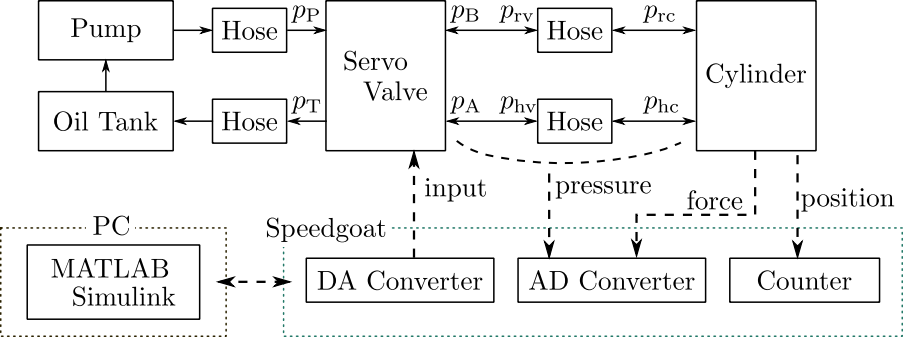 Pump
Hose
p_P
Servo
Valve
p_B
p_rv
Hose
p_rc
Cylinder
Oil Tank
Hose
p_T
p_A
p_hv
Hose
p_hc
input
pressure
force
position
PC
Speedgoat
MATLAB
Simulink
DA Converter
AD Converter
Counter